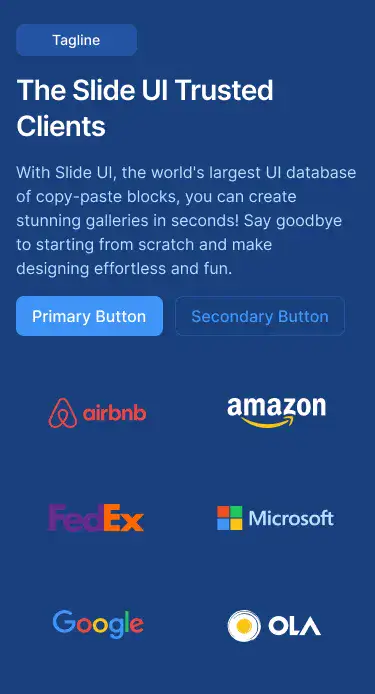 Tagline
The Slide UI Trusted
Clients
With Slide UI, the world's largest UI database
of copy-paste blocks, you can create
stunning galleries in seconds! Say goodbye
to starting from scratch and make
designing effortless and fun.
Primary Button Secondary Button
airbnb amazon
FedEx Microsoft
Google OLA